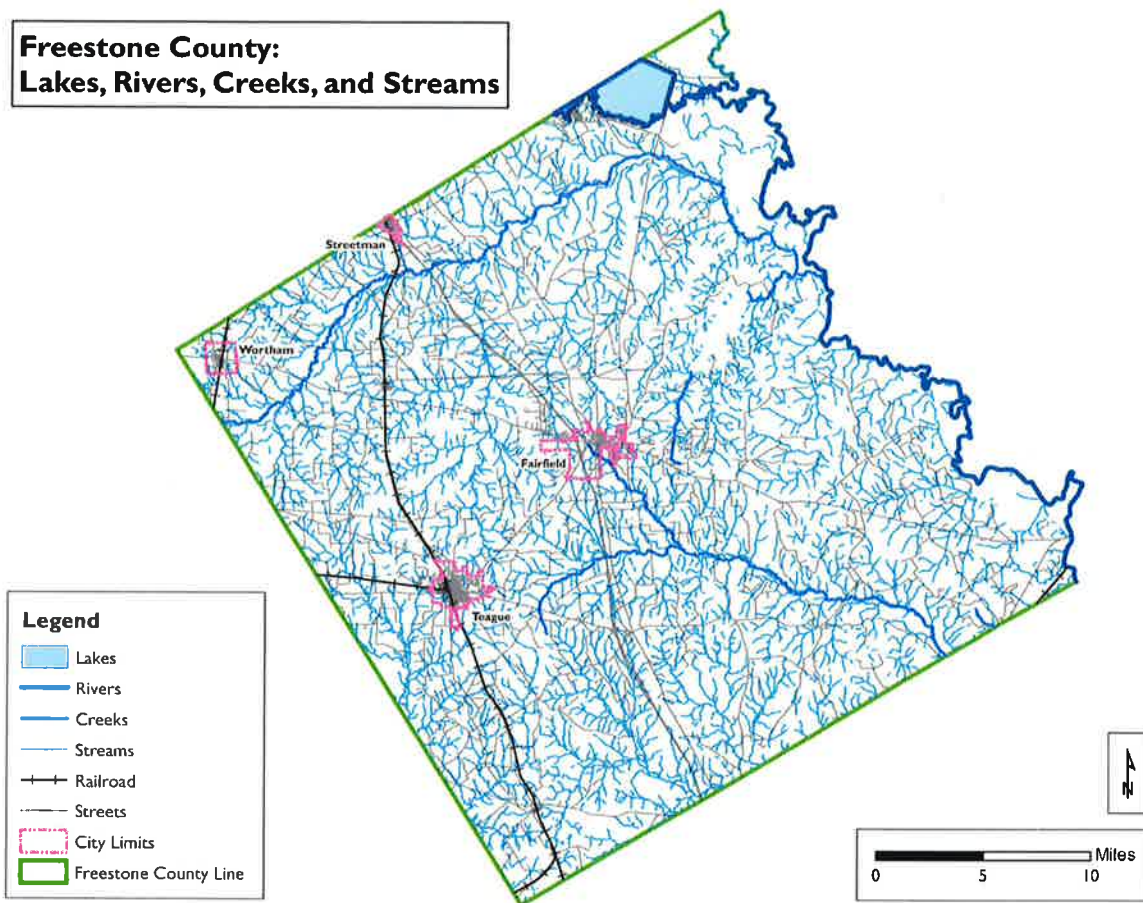 Freestone County:
Lakes, Rivers, Creeks, and Streams
Streetman
Wortham
Fairfield
Teague
Legend
Lakes
Rivers
Creeks
Streams
Railroad
Streets
City Limits
Freestone County Line
N
Miles
0 5 10